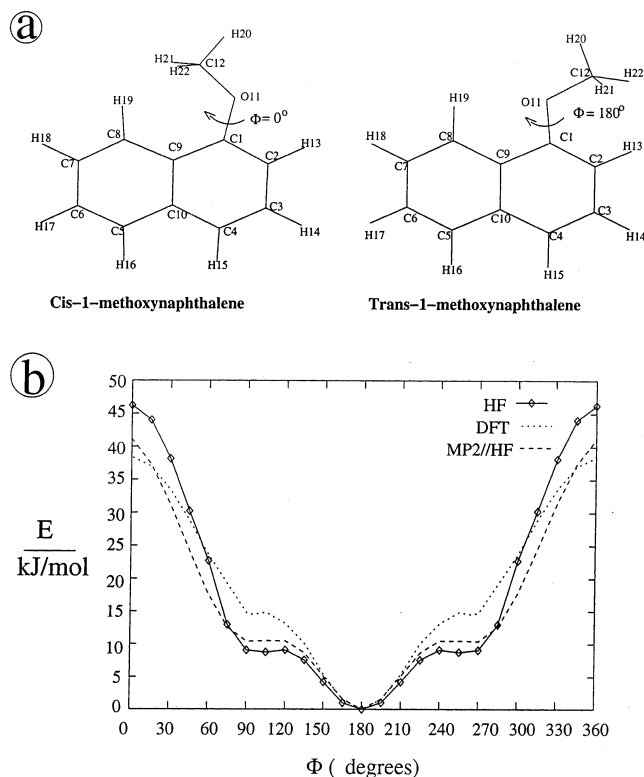 a
H20
H21
H22
C12
O11
Φ=0°
H19
C8
C9
C1
H18
C7
C2
H13
C6
C10
C3
H17
C5
C4
H14
H16
H15
Cis−1−methoxynaphthalene
H20
C12
H22
H21
O11
Φ=180°
H19
C1
H18
C8
C9
C2
H13
C7
C6
C10
C3
H17
C5
C4
H14
H16
H15
Trans−1−methoxynaphthalene
b
50
45
40
35
30
25
20
15
10
5
0
E
kJ/mol
HF
DFT
MP2//HF
0 30 60 90 120 150 180 210 240 270 300 330 360
Φ ( degrees)